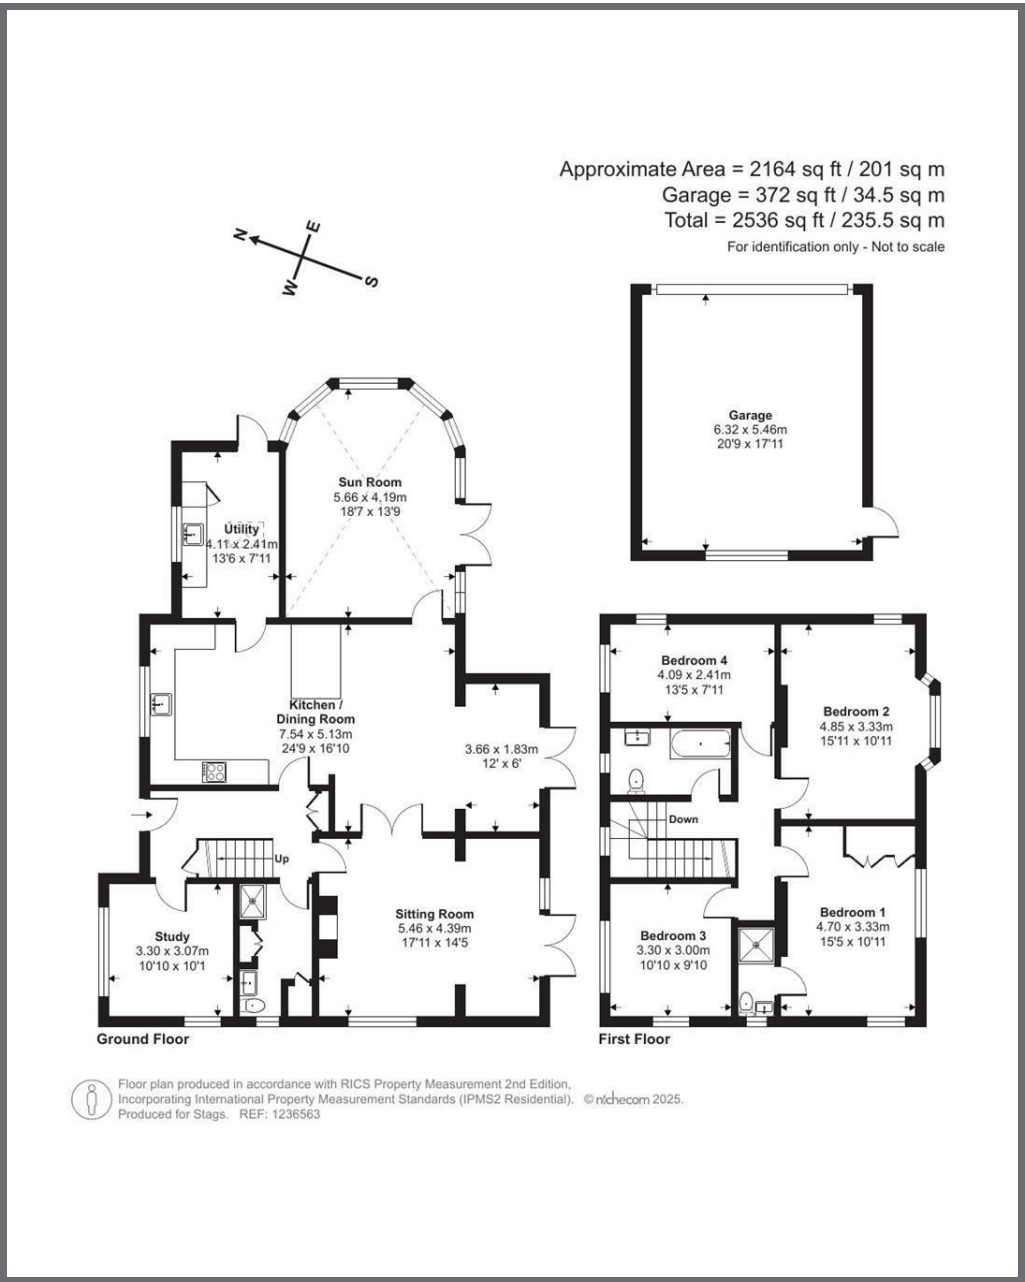 Approximate Area = 2164 sq ft / 201 sq m
Garage = 372 sq ft / 34.5 sq m
Total = 2536 sq ft / 235.5 sq m
For identification only - Not to scale
N
E
W
S
Garage
6.32 x 5.46m
20'9 x 17'11
Sun Room
5.66 x 4.19m
18'7 x 13'9
Utility
4.11 x 2.41m
13'6 x 7'11
Kitchen /
Dining Room
7.54 x 5.13m
24'9 x 16'10
3.66 x 1.83m
12' x 6'
Up
Study
3.30 x 3.07m
10'10 x 10'1
Sitting Room
5.46 x 4.39m
17'11 x 14'5
Ground Floor
Bedroom 4
4.09 x 2.41m
13'5 x 7'11
Bedroom 2
4.85 x 3.33m
15'11 x 10'11
Down
Bedroom 3
3.30 x 3.00m
10'10 x 9'10
Bedroom 1
4.70 x 3.33m
15'5 x 10'11
First Floor
Floor plan produced in accordance with RICS Property Measurement 2nd Edition,
Incorporating International Property Measurement Standards (IPMS2 Residential). © nichecom 2025.
Produced for Stags. REF: 1236563